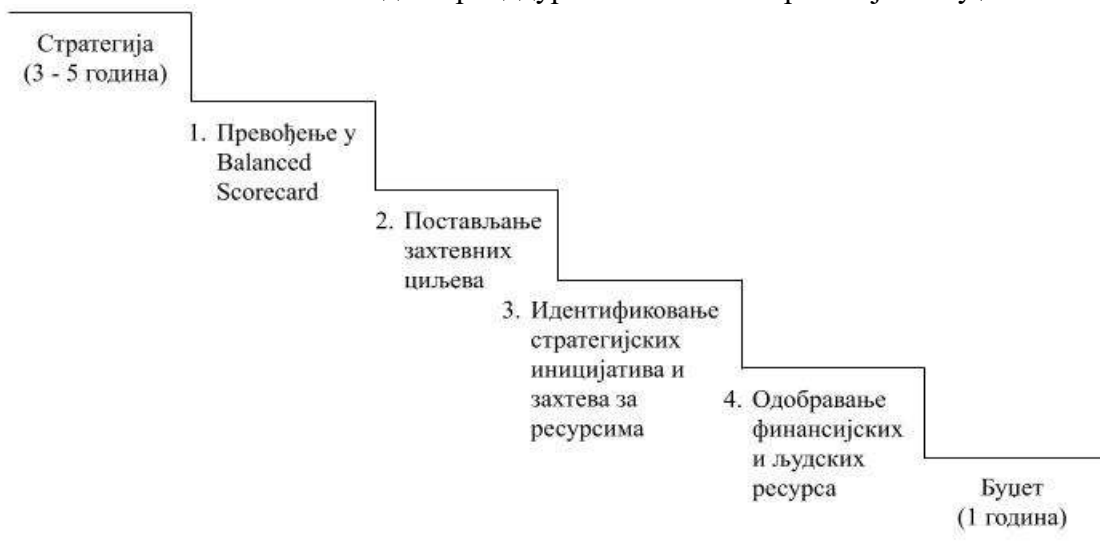 Стратегија
(3 - 5 година)
1. Превођење у
Balanced
Scorecard
2. Постављање
захтевних
циљева
3. Идентификовање
стратегијских
иницијатива и
захтева за
ресурсима
4. Одобравање
финансијских
и људских
ресурса
Буџет
(1 година)